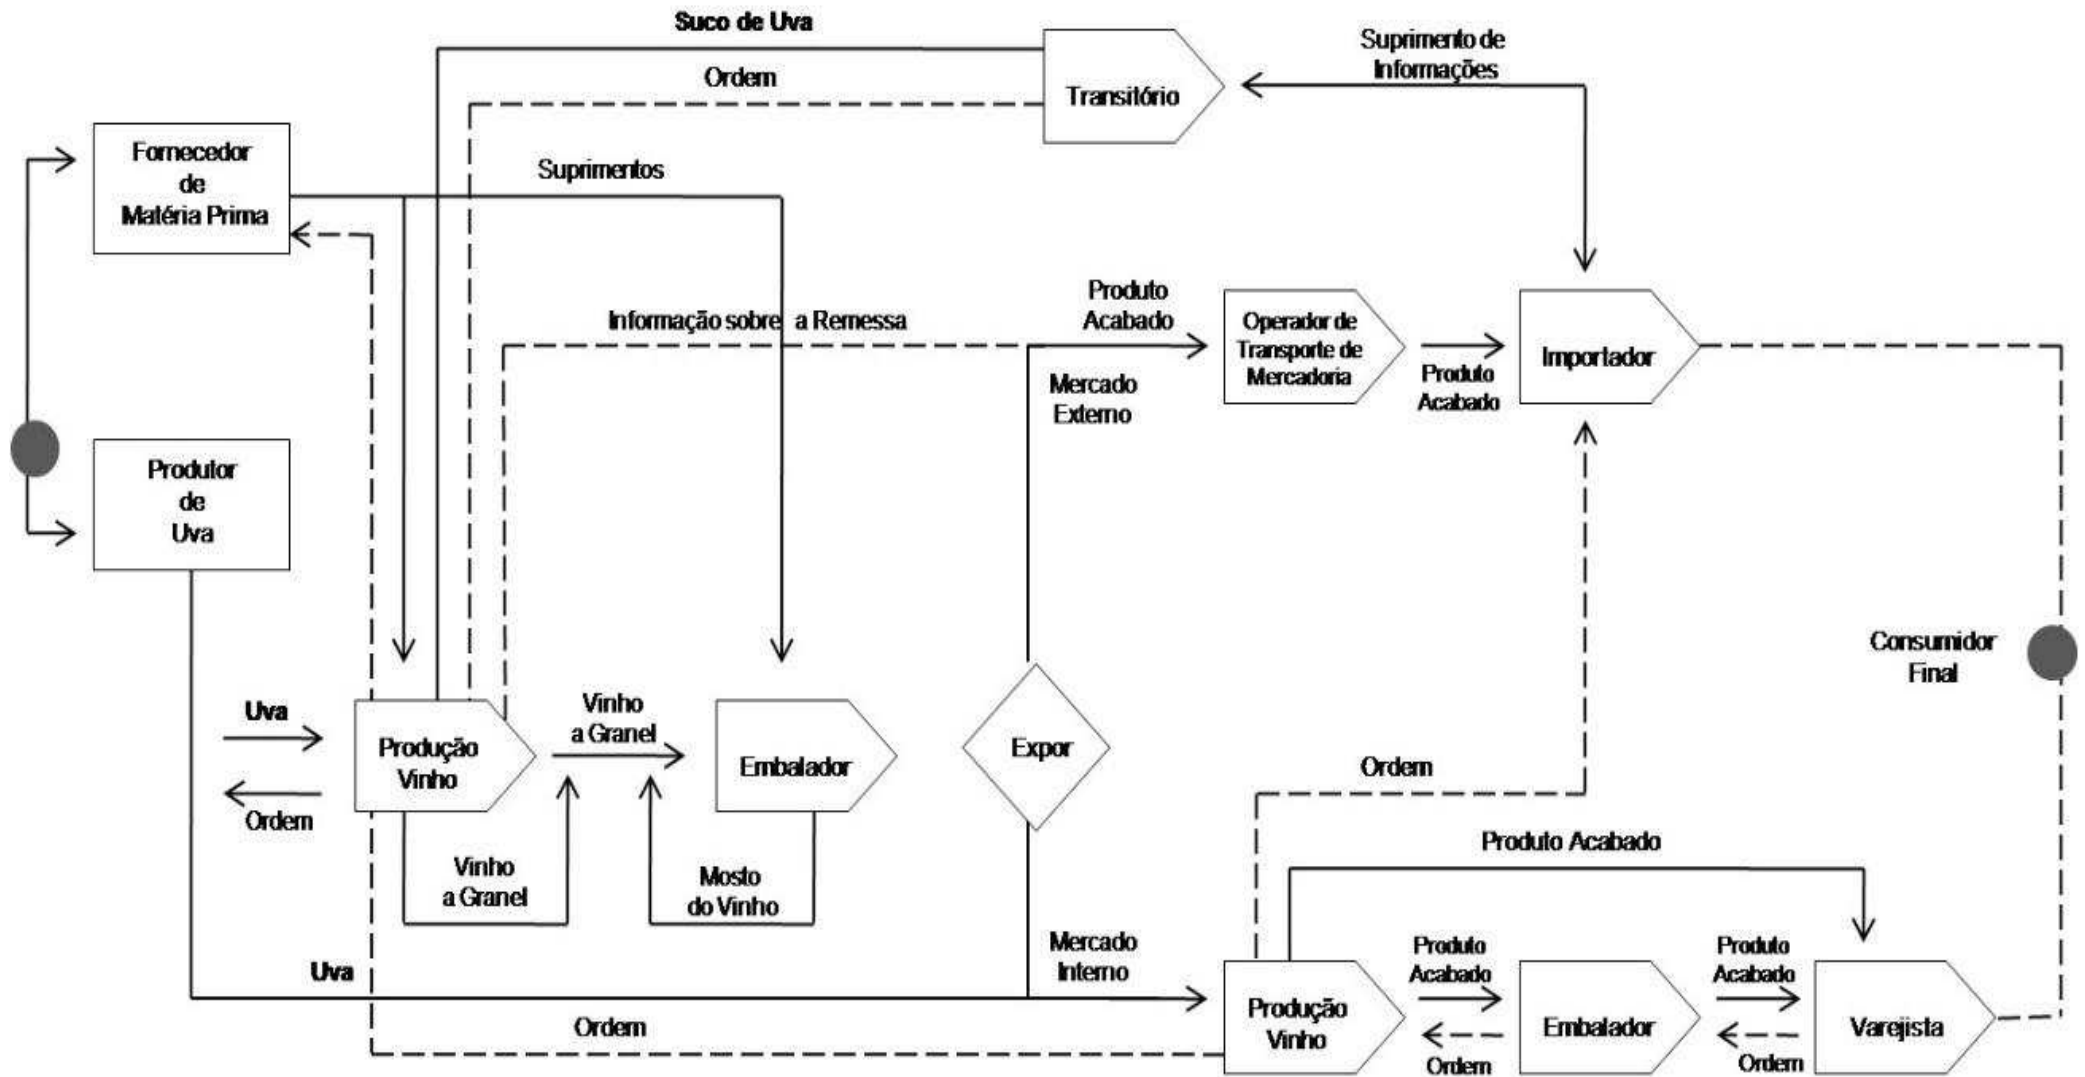 Suco de Uva
Ordem
Transitório
Suprimento de
Informações
Fornecedor
de
Matéria Prima
Suprimentos
Informação sobre a Remessa
Produto
Acabado
Mercado
Externo
Operador de
Transporte de
Mercadoria
Produto
Acabado
Importador
Produtor
de
Uva
Consumidor
Final
Uva
Ordem
Produção
Vinho
Vinho
a Granel
Embalador
Expor
Vinho
a Granel
Mosto
do Vinho
Ordem
Produto Acabado
Uva
Ordem
Mercado
Interno
Produção
Vinho
Produto
Acabado
Ordem
Embalador
Produto
Acabado
Ordem
Varejista